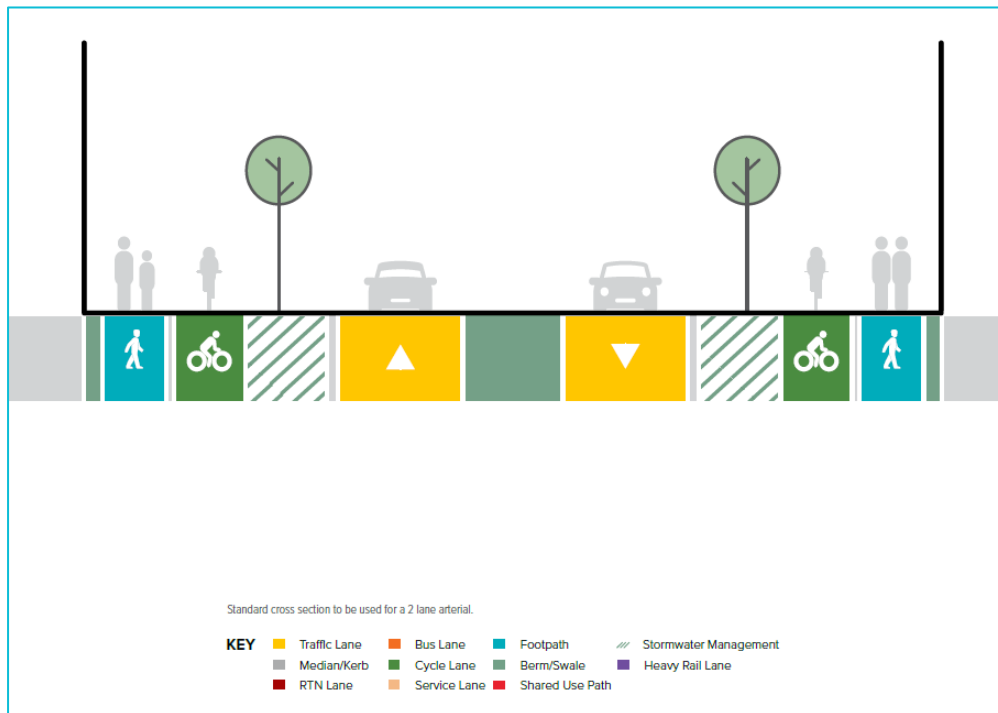 Standard cross section to be used for a 2 lane arterial.
KEY Traffic Lane Bus Lane Footpath Stormwater Management
Median/Kerb Cycle Lane Berm/Swale Heavy Rail Lane
RTN Lane Service Lane Shared Use Path